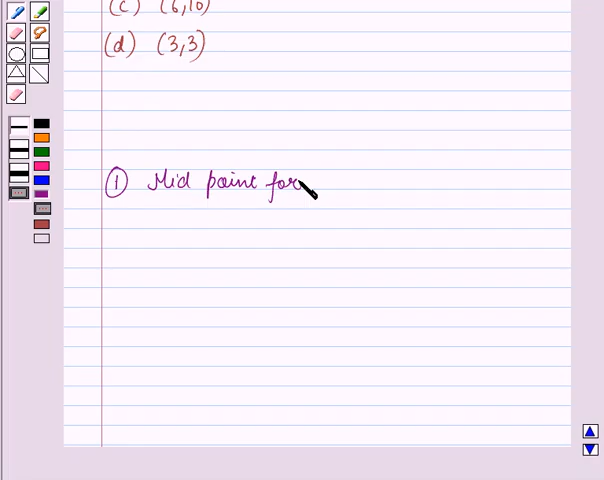 (c) (6,10)
(d) (3,3)
① Mid point for